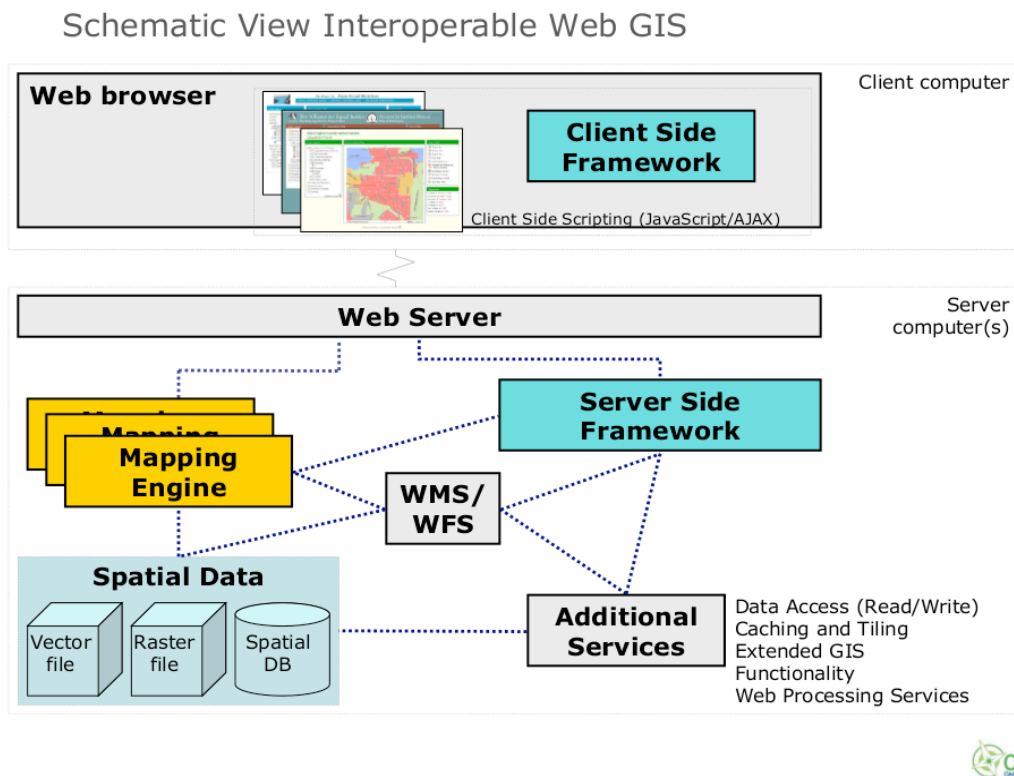 Schematic View Interoperable Web GIS
Web browser
Client computer
Client Side
Framework
Client Side Scripting (JavaScript/AJAX)
Web Server
Server
computer(s)
Mapping
Mapping
Mapping
Engine
Server Side
Framework
WMS/
WFS
Spatial Data
Vector
file
Raster
file
Spatial
DB
Additional
Services
Data Access (Read/Write)
Caching and Tiling
Extended GIS
Functionality
Web Processing Services